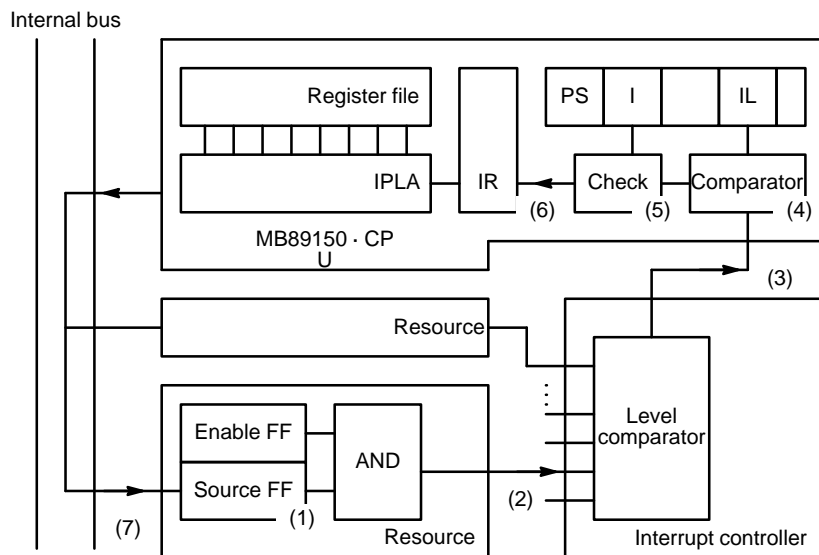 Internal bus
Register file
PS
I
IL
IPLA
IR
(6)
Check
(5)
Comparator
(4)
MB89150 · CP
U
(3)
Resource
Level
comparator
Enable FF
Source FF
(1)
AND
(2)
(7)
Resource
Interrupt controller